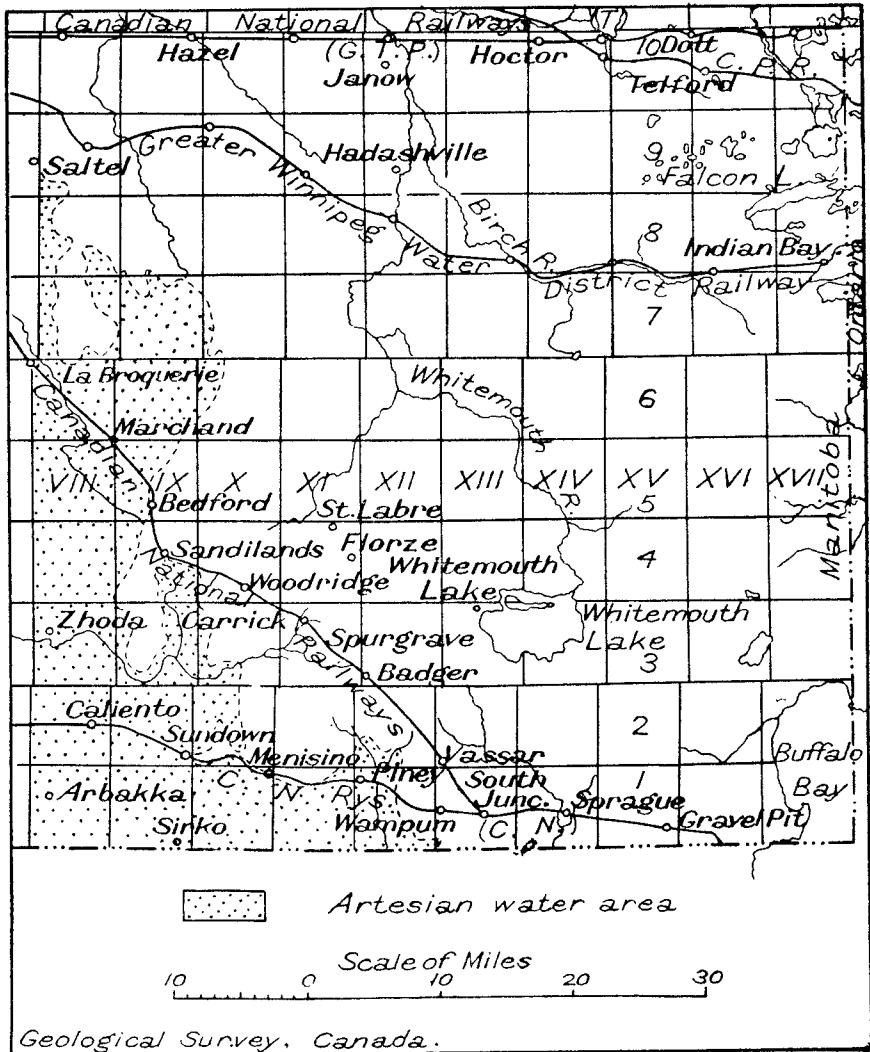 Canadian National Railways
(G. T. P.)
Hazel
Janow
Hoctor
T.
10
Dott
C. P. R.
Telford
Greater Winnipeg Water District Railway
Saltel
Hadashville
9
Falcon L.
Birch R.
8
Indian Bay
7
Ontario
La Broquerie
Whitemouth R.
6
Canadian National Railways
Marchand
VIII IX X XI XII XIII XIV XV XVI XVII
Bedford
St. Labre
5
Manitoba
Sandilands
Florze
4
Woodridge
Whitemouth
Lake
Zhoda
Carrick
Whitemouth
Lake
Spurgrave
3
Badger
Caliento
Sundown
2
Menisino
Vassar
Buffalo
Bay
C. N. Rys.
Piney
South
Junc.
1
Sprague
Arbakka
Wampum
(C. N.)
Gravel Pit
Sirko
Artesian water area
Scale of Miles
10 0 10 20 30
Geological Survey, Canada.